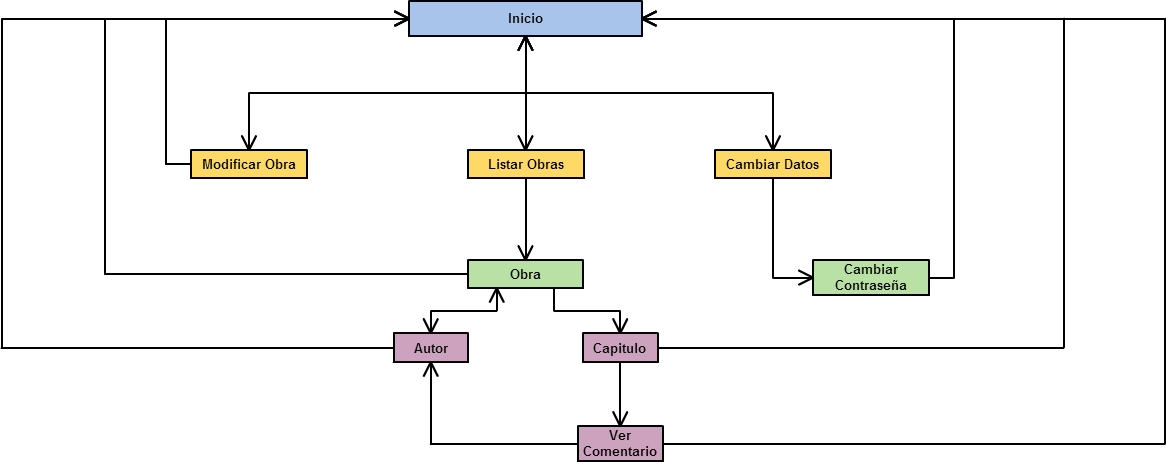 Inicio
Modificar Obra
Listar Obras
Cambiar Datos
Obra
Cambiar
Contraseña
Autor
Capitulo
Ver
Comentario